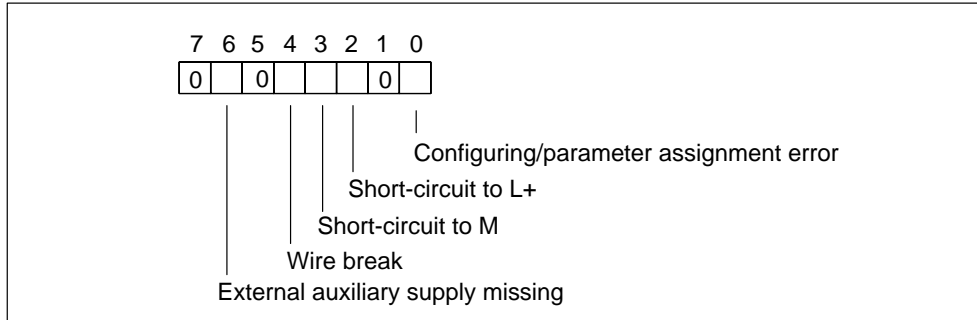 7 6 5 4 3 2 1 0
0 0 0
Configuring/parameter assignment error
Short-circuit to L+
Short-circuit to M
Wire break
External auxiliary supply missing